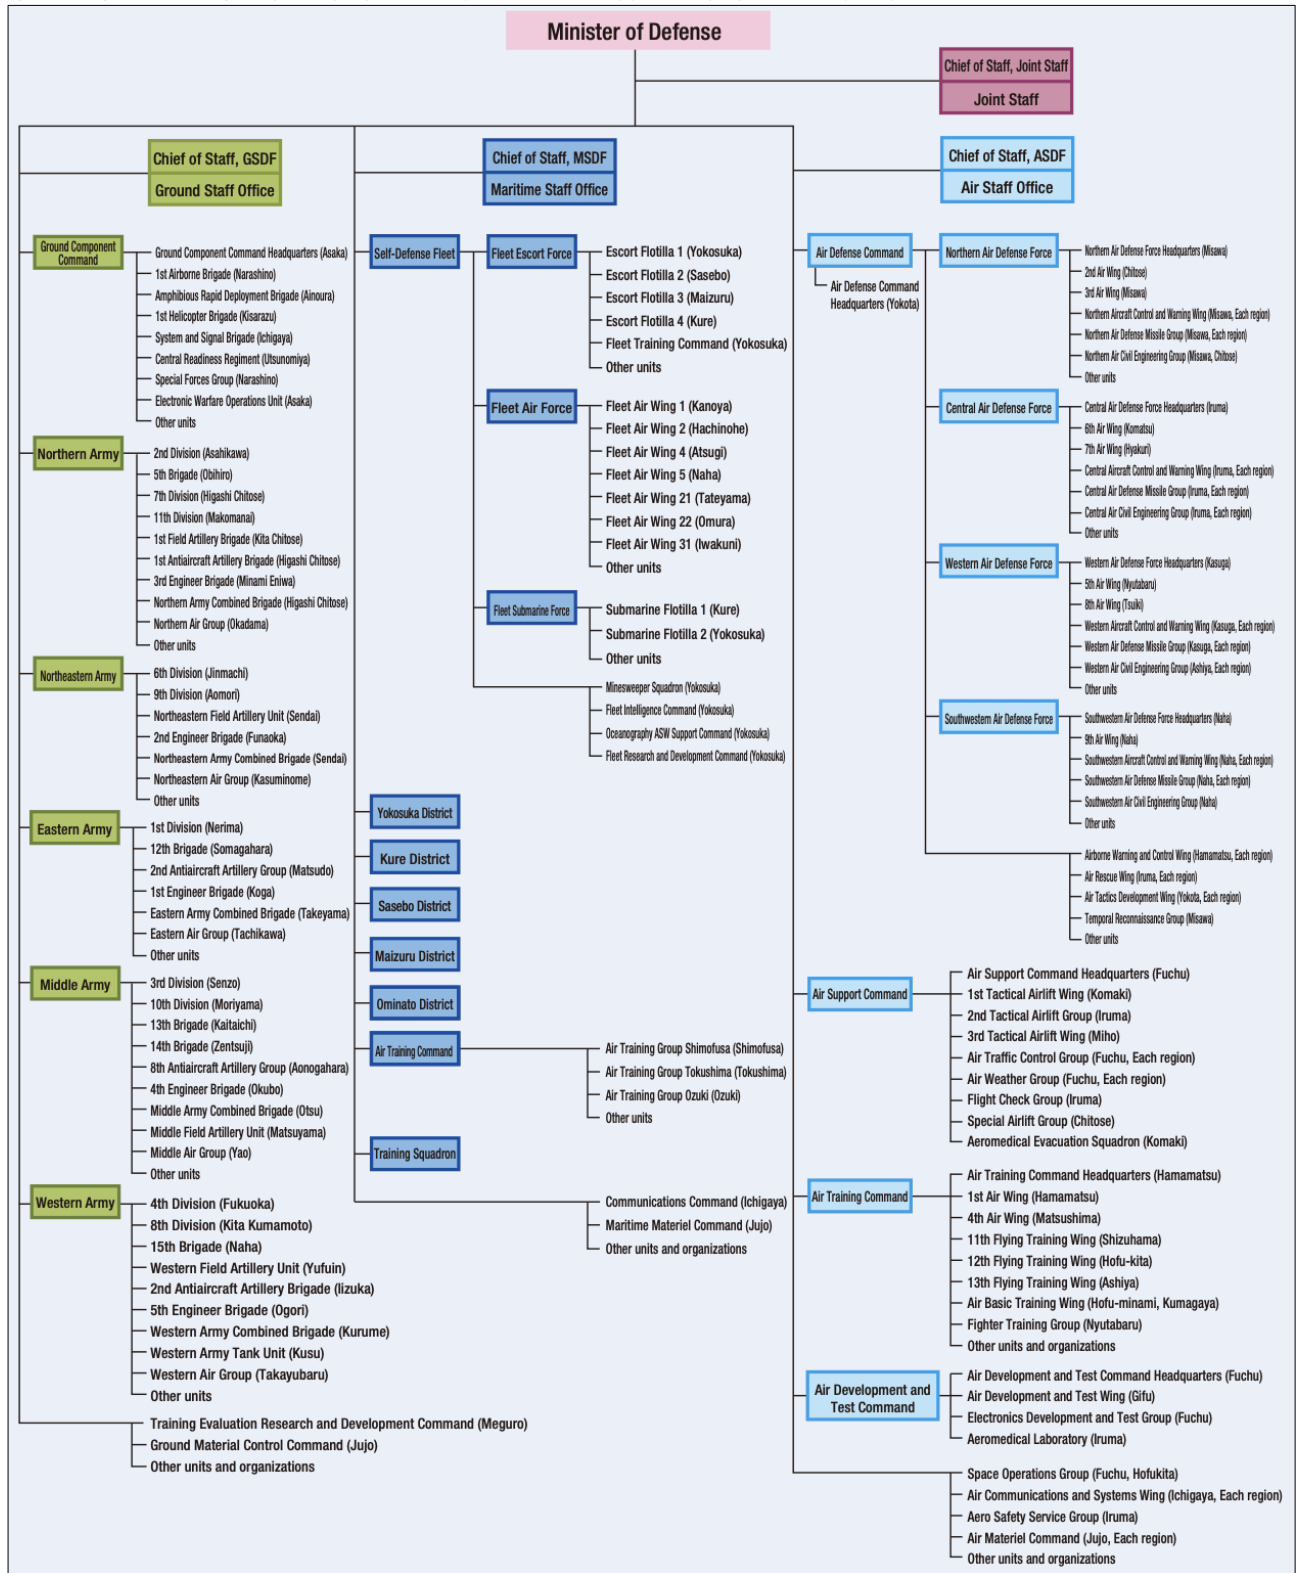 Minister of Defense
Chief of Staff, Joint Staff
Joint Staff
Chief of Staff, GSDF
Ground Staff Office
Chief of Staff, MSDF
Maritime Staff Office
Chief of Staff, ASDF
Air Staff Office
Ground Component
Command
Ground Component Command Headquarters (Asaka)
1st Airborne Brigade (Narashino)
Amphibious Rapid Deployment Brigade (Ainoura)
1st Helicopter Brigade (Kisarazu)
System and Signal Brigade (Ichigaya)
Central Readiness Regiment (Utsunomiya)
Special Forces Group (Narashino)
Electronic Warfare Operations Unit (Asaka)
Other units
Northern Army
2nd Division (Asahikawa)
5th Brigade (Obihiro)
7th Division (Higashi Chitose)
11th Division (Makomanai)
1st Field Artillery Brigade (Kita Chitose)
1st Antiaircraft Artillery Brigade (Higashi Chitose)
3rd Engineer Brigade (Minami Eniwa)
Northern Army Combined Brigade (Higashi Chitose)
Northern Air Group (Okadama)
Other units
Northeastern Army
6th Division (Jinmachi)
9th Division (Aomori)
Northeastern Field Artillery Unit (Sendai)
2nd Engineer Brigade (Funaoka)
Northeastern Army Combined Brigade (Sendai)
Northeastern Air Group (Kasuminome)
Other units
Eastern Army
1st Division (Nerima)
12th Brigade (Somagahara)
2nd Antiaircraft Artillery Group (Matsudo)
1st Engineer Brigade (Koga)
Eastern Army Combined Brigade (Takeyama)
Eastern Air Group (Tachikawa)
Other units
Middle Army
3rd Division (Senzo)
10th Division (Moriyama)
13th Brigade (Kaitaichi)
14th Brigade (Zentsuji)
8th Antiaircraft Artillery Group (Aonogahara)
4th Engineer Brigade (Okubo)
Middle Army Combined Brigade (Otsu)
Middle Field Artillery Unit (Matsuyama)
Middle Air Group (Yao)
Other units
Western Army
4th Division (Fukuoka)
8th Division (Kita Kumamoto)
15th Brigade (Naha)
Western Field Artillery Unit (Yufuin)
2nd Antiaircraft Artillery Brigade (Iizuka)
5th Engineer Brigade (Ogori)
Western Army Combined Brigade (Kurume)
Western Army Tank Unit (Kusu)
Western Air Group (Takayubaru)
Other units
Training Evaluation Research and Development Command (Meguro)
Ground Material Control Command (Jujo)
Other units and organizations
Self-Defense Fleet
Fleet Escort Force
Escort Flotilla 1 (Yokosuka)
Escort Flotilla 2 (Sasebo)
Escort Flotilla 3 (Maizuru)
Escort Flotilla 4 (Kure)
Fleet Training Command (Yokosuka)
Other units
Fleet Air Force
Fleet Air Wing 1 (Kanoya)
Fleet Air Wing 2 (Hachinohe)
Fleet Air Wing 4 (Atsugi)
Fleet Air Wing 5 (Naha)
Fleet Air Wing 21 (Tateyama)
Fleet Air Wing 22 (Omura)
Fleet Air Wing 31 (Iwakuni)
Other units
Fleet Submarine Force
Submarine Flotilla 1 (Kure)
Submarine Flotilla 2 (Yokosuka)
Other units
Minesweeper Squadron (Yokosuka)
Fleet Intelligence Command (Yokosuka)
Oceanography ASW Support Command (Yokosuka)
Fleet Research and Development Command (Yokosuka)
Yokosuka District
Kure District
Sasebo District
Maizuru District
Ominato District
Air Training Command
Air Training Group Shimofusa (Shimofusa)
Air Training Group Tokushima (Tokushima)
Air Training Group Ozuki (Ozuki)
Other units
Training Squadron
Communications Command (Ichigaya)
Maritime Materiel Command (Jujo)
Other units and organizations
Air Defense Command
Air Defense Command
Headquarters (Yokota)
Northern Air Defense Force
Northern Air Defense Force Headquarters (Misawa)
2nd Air Wing (Chitose)
3rd Air Wing (Misawa)
Northern Aircraft Control and Warning Wing (Misawa, Each region)
Northern Air Defense Missile Group (Misawa, Each region)
Northern Air Civil Engineering Group (Misawa, Chitose)
Other units
Central Air Defense Force
Central Air Defense Force Headquarters (Iruma)
6th Air Wing (Komatsu)
7th Air Wing (Hyakuri)
Central Aircraft Control and Warning Wing (Iruma, Each region)
Central Air Defense Missile Group (Iruma, Each region)
Central Air Civil Engineering Group (Iruma, Each region)
Other units
Western Air Defense Force
Western Air Defense Force Headquarters (Kasuga)
5th Air Wing (Nyutabaru)
8th Air Wing (Tsuiki)
Western Aircraft Control and Warning Wing (Kasuga, Each region)
Western Air Defense Missile Group (Kasuga, Each region)
Western Air Civil Engineering Group (Ashiya, Each region)
Other units
Southwestern Air Defense Force
Southwestern Air Defense Force Headquarters (Naha)
9th Air Wing (Naha)
Southwestern Aircraft Control and Warning Wing (Naha, Each region)
Southwestern Air Defense Missile Group (Naha, Each region)
Southwestern Air Civil Engineering Group (Naha)
Other units
Airborne Warning and Control Wing (Hamamatsu, Each region)
Air Rescue Wing (Iruma, Each region)
Air Tactics Development Wing (Yokota, Each region)
Temporal Reconnaissance Group (Misawa)
Other units
Air Support Command
Air Support Command Headquarters (Fuchu)
1st Tactical Airlift Wing (Komaki)
2nd Tactical Airlift Group (Iruma)
3rd Tactical Airlift Wing (Miho)
Air Traffic Control Group (Fuchu, Each region)
Air Weather Group (Fuchu, Each region)
Flight Check Group (Iruma)
Special Airlift Group (Chitose)
Aeromedical Evacuation Squadron (Komaki)
Air Training Command
Air Training Command Headquarters (Hamamatsu)
1st Air Wing (Hamamatsu)
4th Air Wing (Matsushima)
11th Flying Training Wing (Shizuhama)
12th Flying Training Wing (Hofu-kita)
13th Flying Training Wing (Ashiya)
Air Basic Training Wing (Hofu-minami, Kumagaya)
Fighter Training Group (Nyutabaru)
Other units and organizations
Air Development and
Test Command
Air Development and Test Command Headquarters (Fuchu)
Air Development and Test Wing (Gifu)
Electronics Development and Test Group (Fuchu)
Aeromedical Laboratory (Iruma)
Space Operations Group (Fuchu, Hofukita)
Air Communications and Systems Wing (Ichigaya, Each region)
Aero Safety Service Group (Iruma)
Air Materiel Command (Jujo, Each region)
Other units and organizations